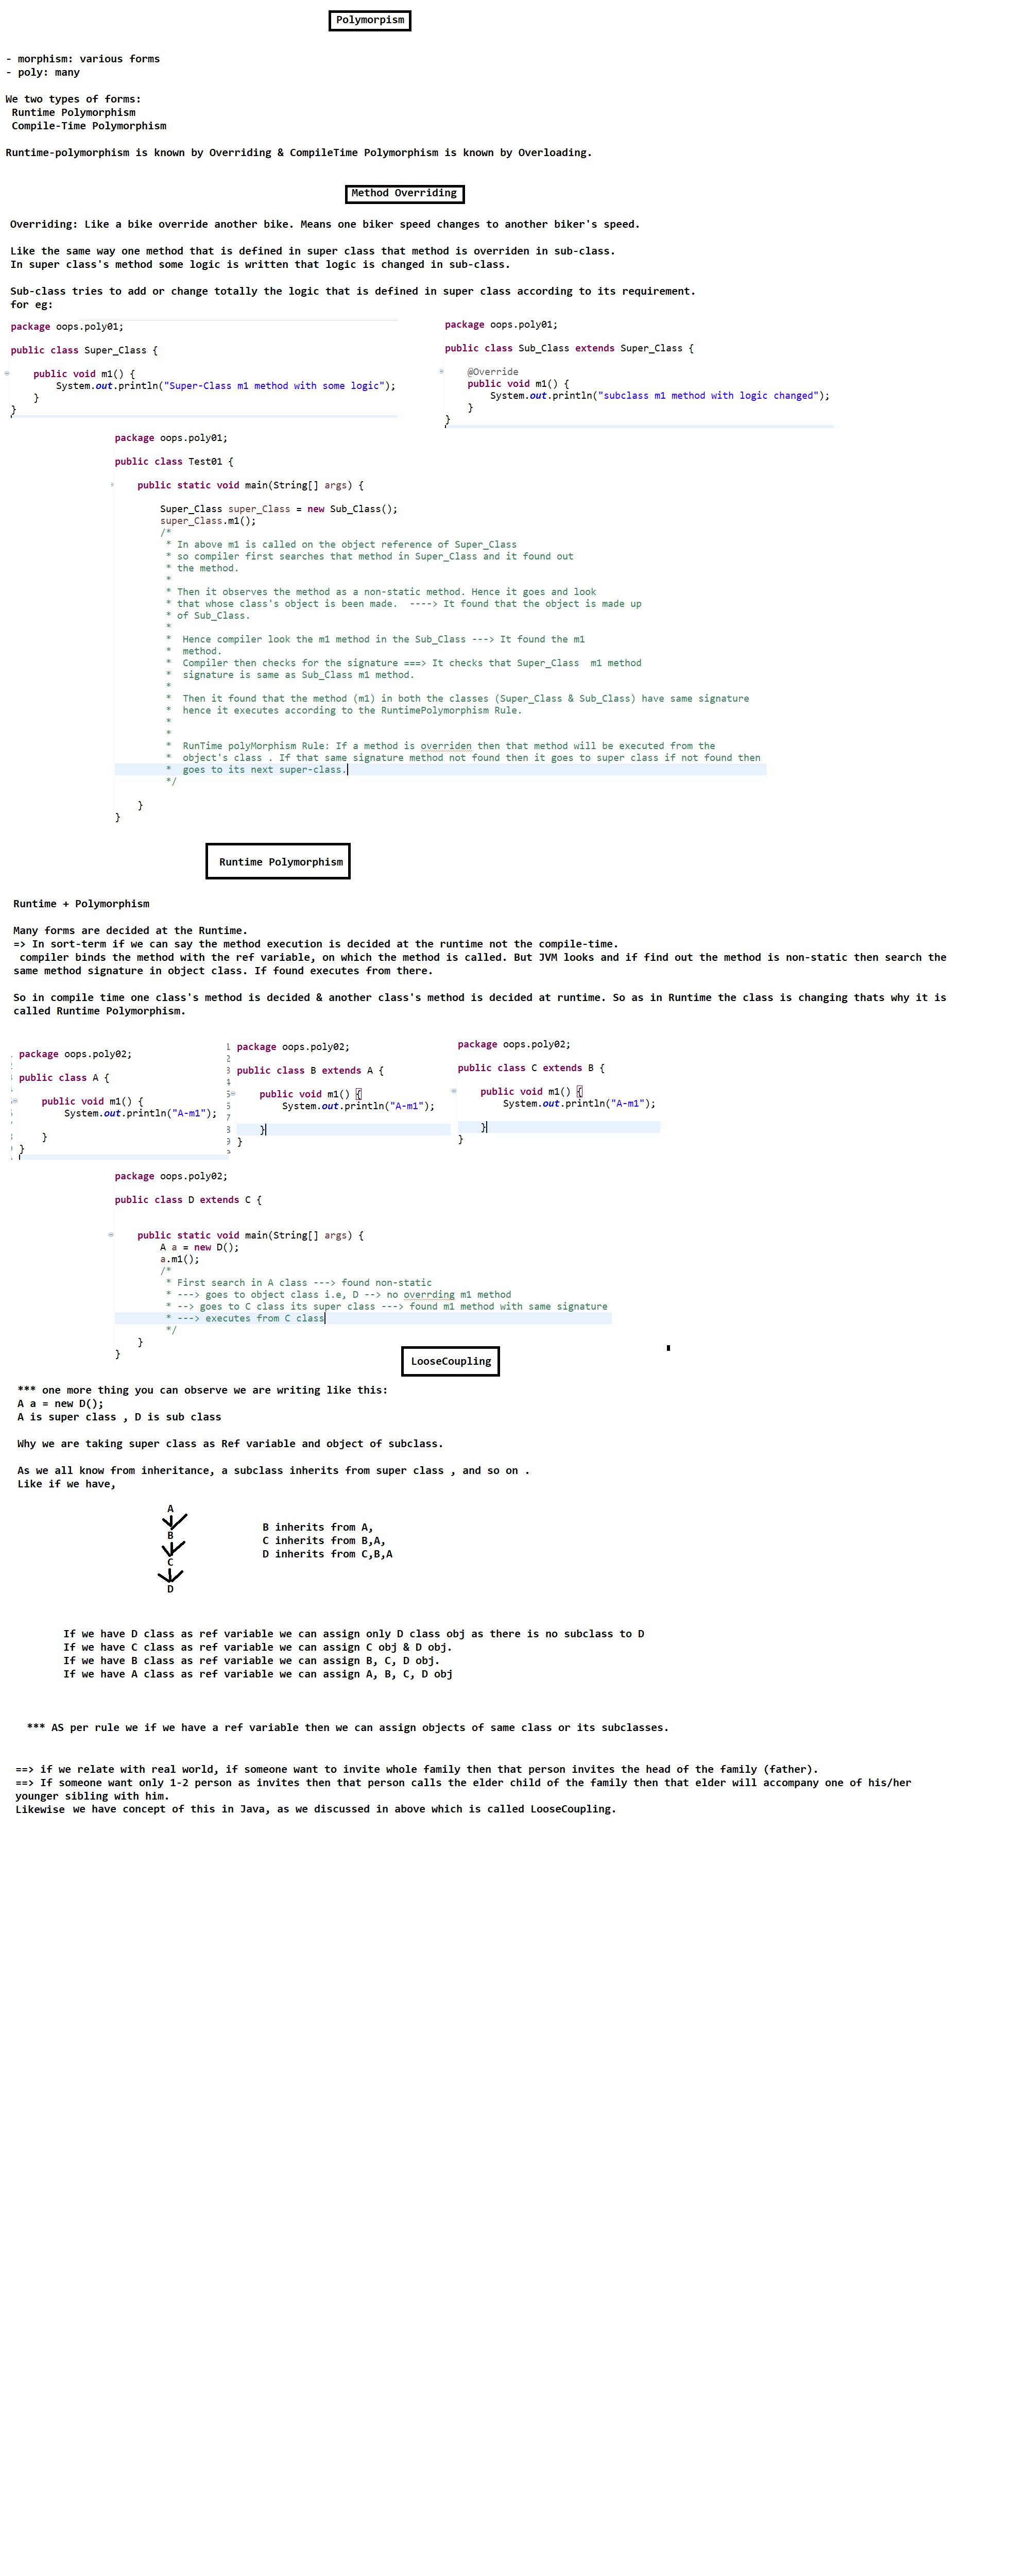 Polymorpism
- morphism: various forms
- poly: many
We two types of forms:
Runtime Polymorphism
Compile-Time Polymorphism
Runtime-polymorphism is known by Overriding & CompileTime Polymorphism is known by Overloading.
Method Overriding
Overriding: Like a bike override another bike. Means one biker speed changes to another biker's speed.
Like the same way one method that is defined in super class that method is overriden in sub-class.
In super class's method some logic is written that logic is changed in sub-class.
Sub-class tries to add or change totally the logic that is defined in super class according to its requirement.
for eg:
package oops.poly01;
public class Super_Class {
public void m1() {
System.out.println("Super-Class m1 method with some logic");
}
}
package oops.poly01;
public class Sub_Class extends Super_Class {
@Override
public void m1() {
System.out.println("subclass m1 method with logic changed");
}
}
package oops.poly01;
public class Test01 {
public static void main(String[] args) {
Super_Class super_Class = new Sub_Class();
super_Class.m1();
/*
* In above m1 is called on the object reference of Super_Class
* so compiler first searches that method in Super_Class and it found out
* the method.
*
* Then it observes the method as a non-static method. Hence it goes and look
* that whose class's object is been made.  ----> It found that the object is made up
* of Sub_Class.
*
*  Hence compiler look the m1 method in the Sub_Class ---> It found the m1
*  method.
*  Compiler then checks for the signature ===> It checks that Super_Class  m1 method
*  signature is same as Sub_Class m1 method.
*
*  Then it found that the method (m1) in both the classes (Super_Class & Sub_Class) have same signature
*  hence it executes according to the RuntimePolymorphism Rule.
*
*
*  RunTime polyMorphism Rule: If a method is overriden then that method will be executed from the
*  object's class . If that same signature method not found then it goes to super class if not found then
*  goes to its next super-class.
*/
}
}
Runtime Polymorphism
Runtime + Polymorphism
Many forms are decided at the Runtime.
=> In sort-term if we can say the method execution is decided at the runtime not the compile-time.
compiler binds the method with the ref variable, on which the method is called. But JVM looks and if find out the method is non-static then search the
same method signature in object class. If found executes from there.
So in compile time one class's method is decided & another class's method is decided at runtime. So as in Runtime the class is changing thats why it is
called Runtime Polymorphism.
package oops.poly02;
public class A {
public void m1() {
System.out.println("A-m1");
}
}
1 package oops.poly02;
2
3 public class B extends A {
4
5 public void m1() {
6 System.out.println("A-m1");
7
8 }
9 }
package oops.poly02;
public class C extends B {
public void m1() {
System.out.println("A-m1");
}
}
package oops.poly02;
public class D extends C {
public static void main(String[] args) {
A a = new D();
a.m1();
/*
* First search in A class ---> found non-static
* ---> goes to object class i.e, D --> no overrding m1 method
* --> goes to C class its super class ---> found m1 method with same signature
* ---> executes from C class
*/
}
}
LooseCoupling
*** one more thing you can observe we are writing like this:
A a = new D();
A is super class , D is sub class
Why we are taking super class as Ref variable and object of subclass.
As we all know from inheritance, a subclass inherits from super class , and so on .
Like if we have,
A
B
C
D
B inherits from A,
C inherits from B,A,
D inherits from C,B,A
If we have D class as ref variable we can assign only D class obj as there is no subclass to D
If we have C class as ref variable we can assign C obj & D obj.
If we have B class as ref variable we can assign B, C, D obj.
If we have A class as ref variable we can assign A, B, C, D obj
*** AS per rule we if we have a ref variable then we can assign objects of same class or its subclasses.
==> if we relate with real world, if someone want to invite whole family then that person invites the head of the family (father).
==> If someone want only 1-2 person as invites then that person calls the elder child of the family then that elder will accompany one of his/her
younger sibling with him.
Likewise we have concept of this in Java, as we discussed in above which is called LooseCoupling.